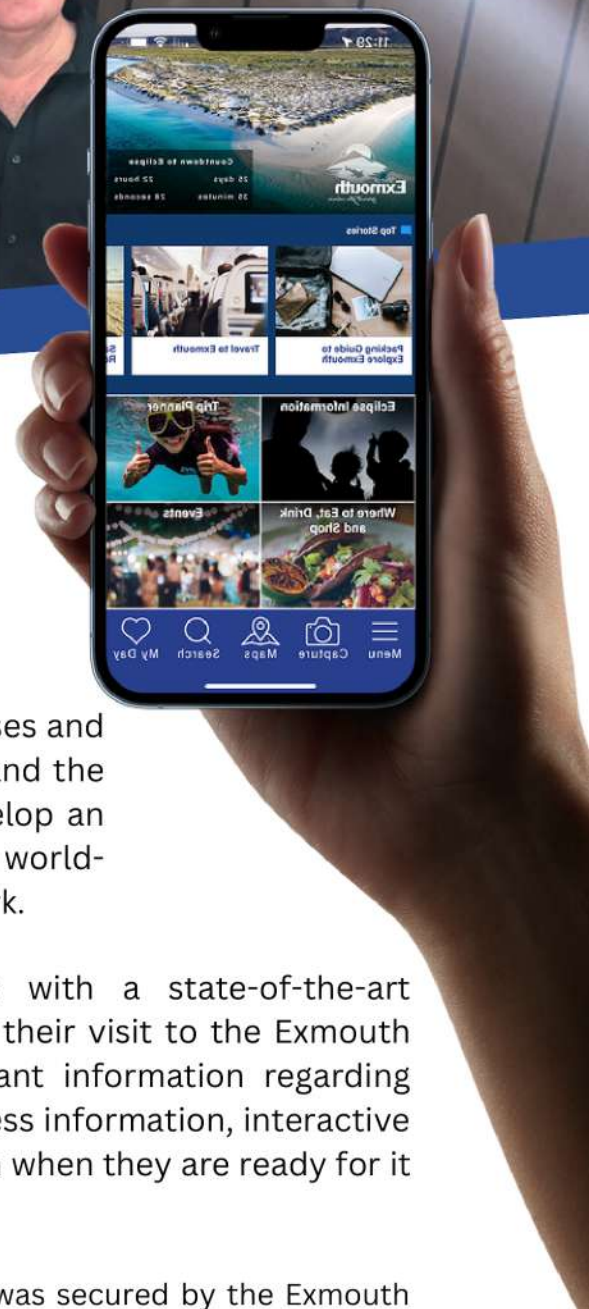 11:29
Exmouth
Countdown to Eclipse
25 days 22 hours
35 minutes 28 seconds
Top Stories
Packing Guide to
Explore Exmouth
Travel to Exmouth
Eclipse Information
Trip Planner
Where to Eat, Drink
and Shop
Events
Menu Capture Maps Search My Day
ses and
nd the
elop an
world-
k.
with a state-of-the-art
their visit to the Exmouth
ant information regarding
ess information, interactive
when they are ready for it
was secured by the Exmouth